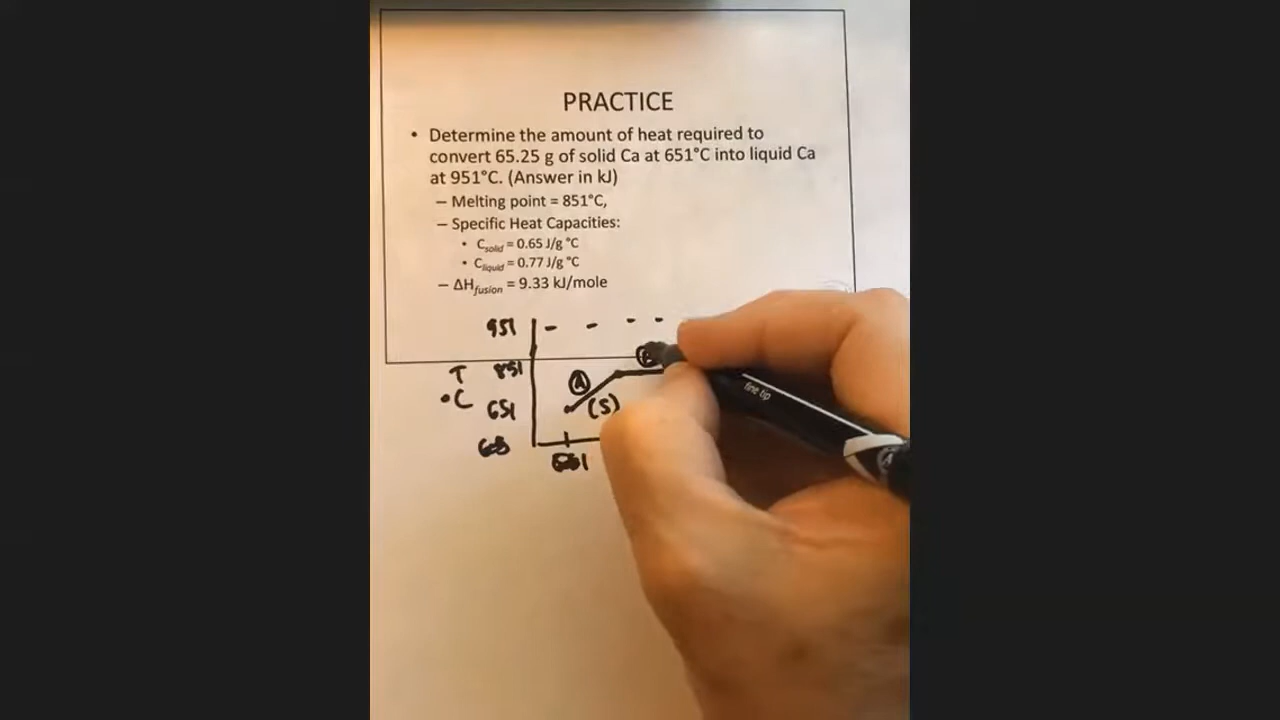 PRACTICE
• Determine the amount of heat required to
convert 65.25 g of solid Ca at 651°C into liquid Ca
at 951°C. (Answer in kJ)
– Melting point = 851°C,
– Specific Heat Capacities:
• Csolid = 0.65 J/g °C
• Cliquid = 0.77 J/g °C
– ΔHfusion = 9.33 kJ/mole
951
T 851
A
°C 651 (S)
fine tip